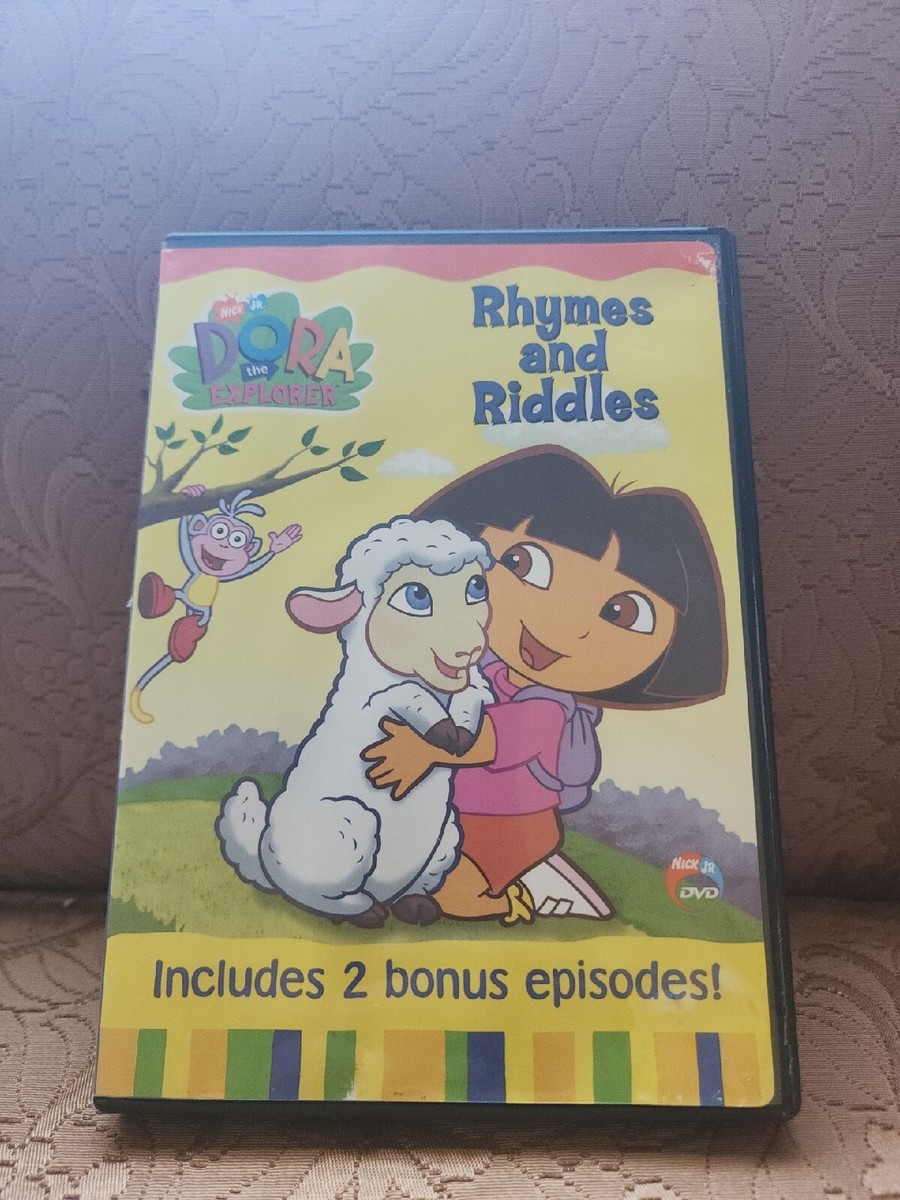 NICK JR
DORA
the
EXPLORER
Rhymes
and
Riddles
NICK JR
DVD
Includes 2 bonus episodes!